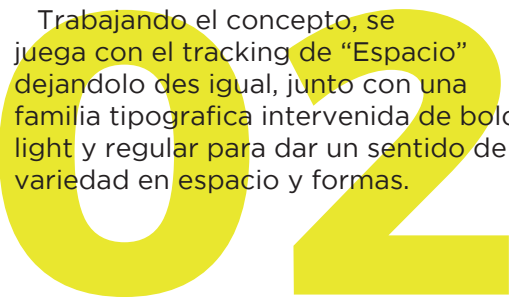 Trabajando el concepto, se
juega con el tracking de “Espacio”
dejandolo des igual, junto con una
familia tipografica intervenida de bold
light y regular para dar un sentido de
variedad en espacio y formas.
02